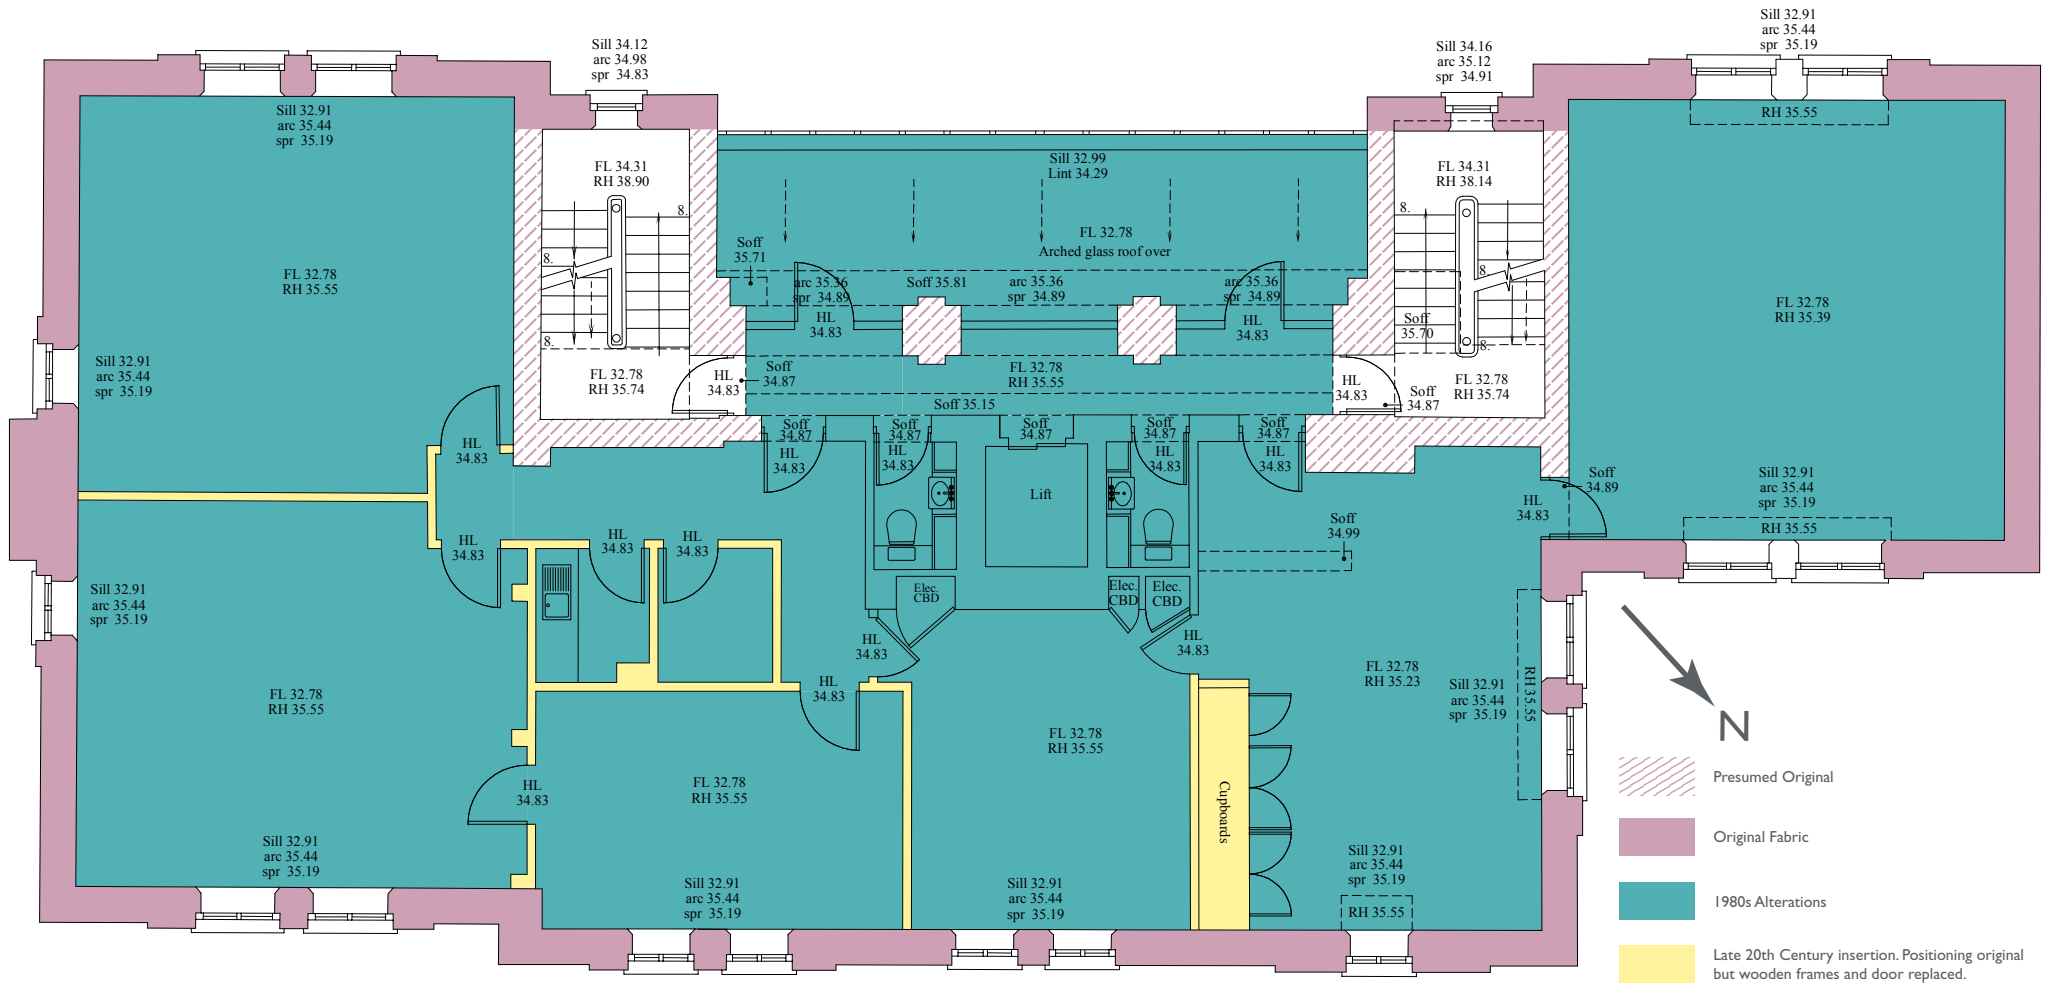 Sill 32.91
arc 35.44
spr 35.19
Sill 34.12
arc 34.98
spr 34.83
Sill 34.16
arc 35.12
spr 34.91
Sill 32.91
arc 35.44
spr 35.19
RH 35.55
FL 34.31
RH 38.90
Sill 32.99
Lint 34.29
FL 34.31
RH 38.14
8.
8.
8.
8.
8.
8.
FL 32.78
Arched glass roof over
Soff
35.71
FL 32.78
RH 35.55
arc 35.36
spr 34.89
Soff 35.81
arc 35.36
spr 34.89
arc 35.36
spr 34.89
HL
34.83
HL
34.83
Soff
35.70
FL 32.78
RH 35.39
Sill 32.91
arc 35.44
spr 35.19
FL 32.78
RH 35.74
HL
34.83
Soff
34.87
FL 32.78
RH 35.55
HL
34.83
Soff
34.87
FL 32.78
RH 35.74
Soff 35.15
Soff
34.87
Soff
34.87
Soff
34.87
Soff
34.87
Soff
34.87
HL
34.83
HL
34.83
HL
34.83
HL
34.83
HL
34.83
Lift
Soff
34.89
HL
34.83
Sill 32.91
arc 35.44
spr 35.19
RH 35.55
Soff
34.99
HL
34.83
HL
34.83
HL
34.83
Sill 32.91
arc 35.44
spr 35.19
Elec.
CBD
Elec.
CBD
Elec.
CBD
HL
34.83
HL
34.83
FL 32.78
RH 35.23
Sill 32.91
arc 35.44
spr 35.19
RH 35.55
FL 32.78
RH 35.55
HL
34.83
FL 32.78
RH 35.55
HL
34.83
FL 32.78
RH 35.55
Cupboards
Sill 32.91
arc 35.44
spr 35.19
Sill 32.91
arc 35.44
spr 35.19
Sill 32.91
arc 35.44
spr 35.19
Sill 32.91
arc 35.44
spr 35.19
RH 35.55
N
Presumed Original
Original Fabric
1980s Alterations
Late 20th Century insertion. Positioning original
but wooden frames and door replaced.